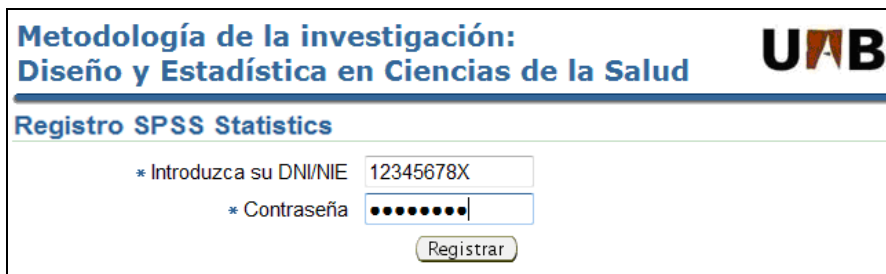 Metodología de la investigación:
Diseño y Estadística en Ciencias de la Salud
UAB
Registro SPSS Statistics
* Introduzca su DNI/NIE 12345678X
* Contraseña ●●●●●●●●
Registrar